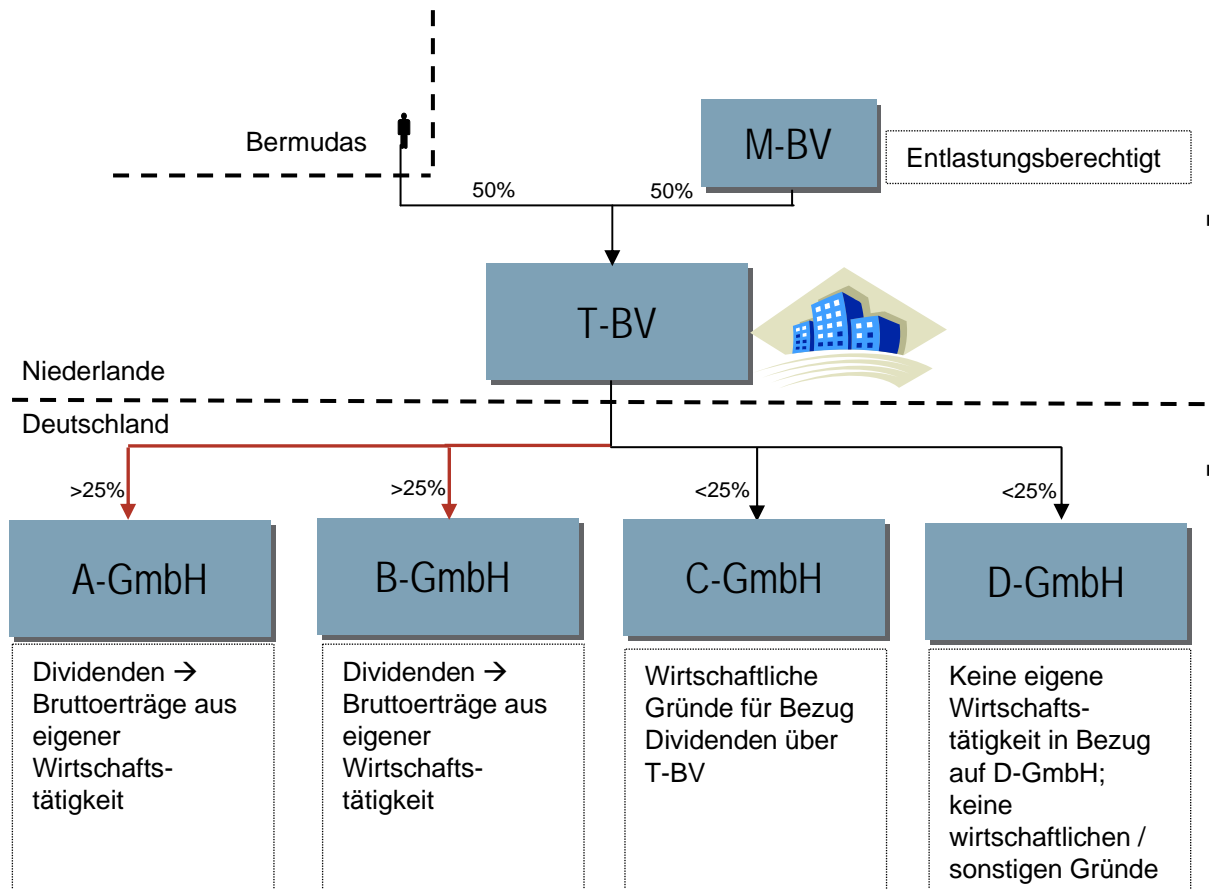 Bermudas
M-BV
Entlastungsberechtigt
50%
50%
T-BV
Niederlande
Deutschland
>25%
>25%
<25%
<25%
A-GmbH
B-GmbH
C-GmbH
D-GmbH
Dividenden →
Bruttoerträge aus
eigener
Wirtschafts-
tätigkeit
Dividenden →
Bruttoerträge aus
eigener
Wirtschafts-
tätigkeit
Wirtschaftliche
Gründe für Bezug
Dividenden über
T-BV
Keine eigene
Wirtschafts-
tätigkeit in Bezug
auf D-GmbH;
keine
wirtschaftlichen /
sonstigen Gründe